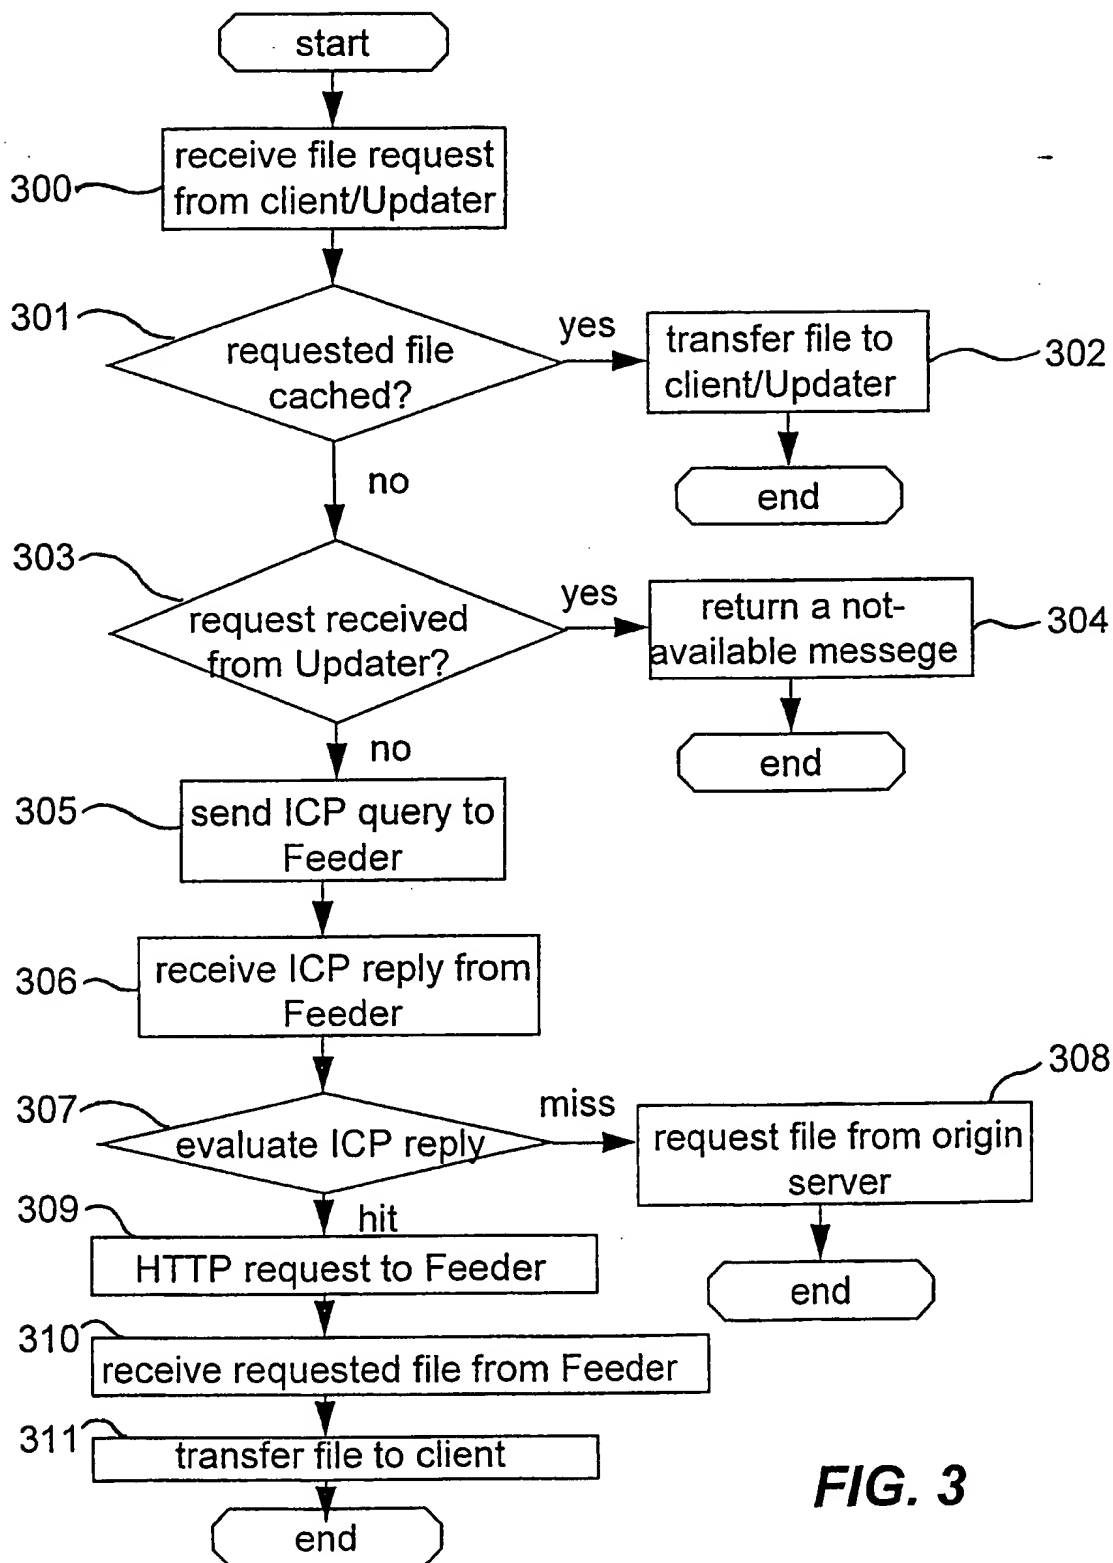 start
receive file request
from client/Updater
300
301
requested file
cached?
yes
transfer file to
client/Updater
302
end
no
303
request received
from Updater?
yes
return a not-
available messege
304
end
no
305
send ICP query to
Feeder
306
receive ICP reply from
Feeder
307
evaluate ICP reply
miss
308
request file from origin
server
end
hit
309
HTTP request to Feeder
310
receive requested file from Feeder
311
transfer file to client
end
FIG. 3